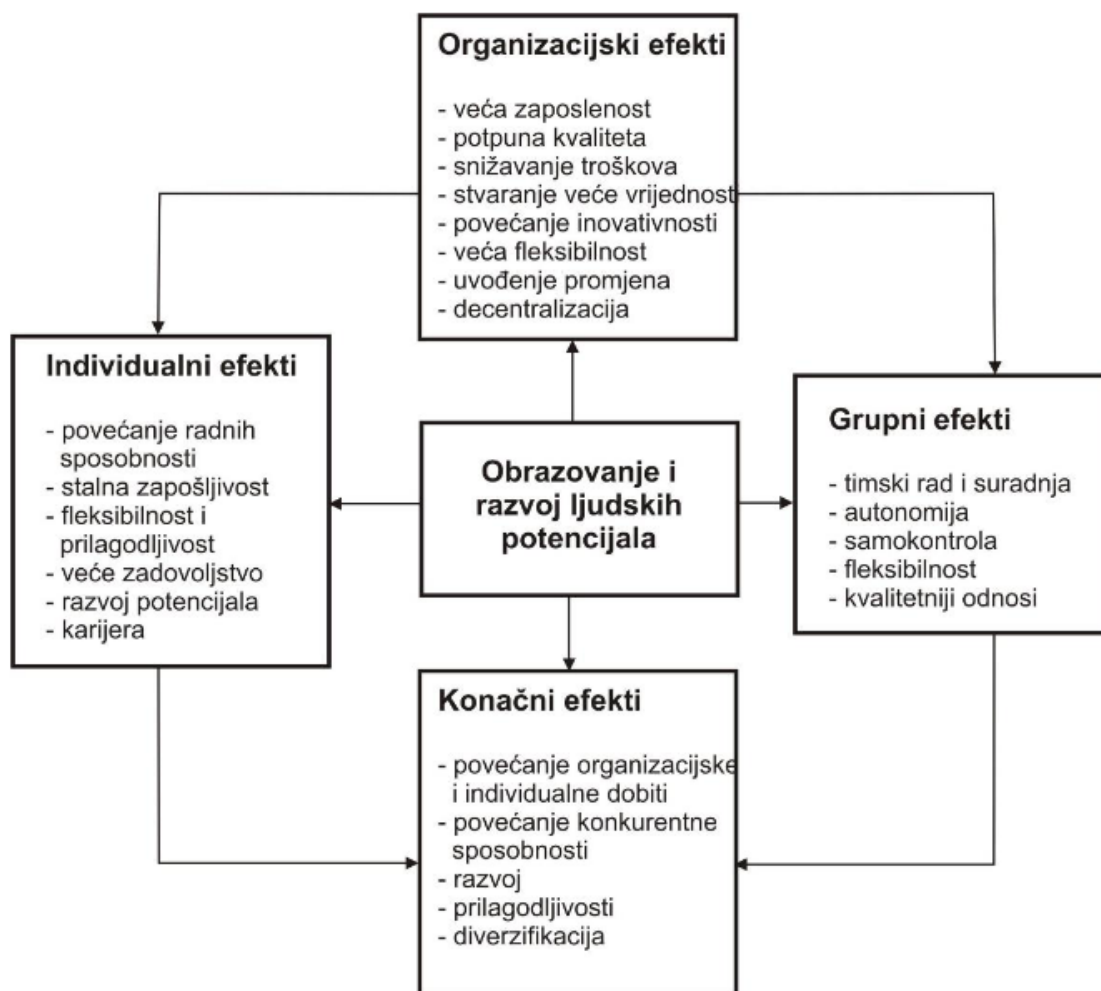 Organizacijski efekti
- veća zaposlenost
- potpuna kvaliteta
- snižavanje troškova
- stvaranje veće vrijednost
- povećanje inovativnosti
- veća fleksibilnost
- uvođenje promjena
- decentralizacija
Individualni efekti
- povećanje radnih
sposobnosti
- stalna zapošljivost
- fleksibilnost i
prilagodljivost
- veće zadovoljstvo
- razvoj potencijala
- karijera
Obrazovanje i
razvoj ljudskih
potencijala
Grupni efekti
- timski rad i suradnja
- autonomija
- samokontrola
- fleksibilnost
- kvalitetniji odnosi
Konačni efekti
- povećanje organizacijske
i individualne dobiti
- povećanje konkurentne
sposobnosti
- razvoj
- prilagodljivosti
- diverzifikacija